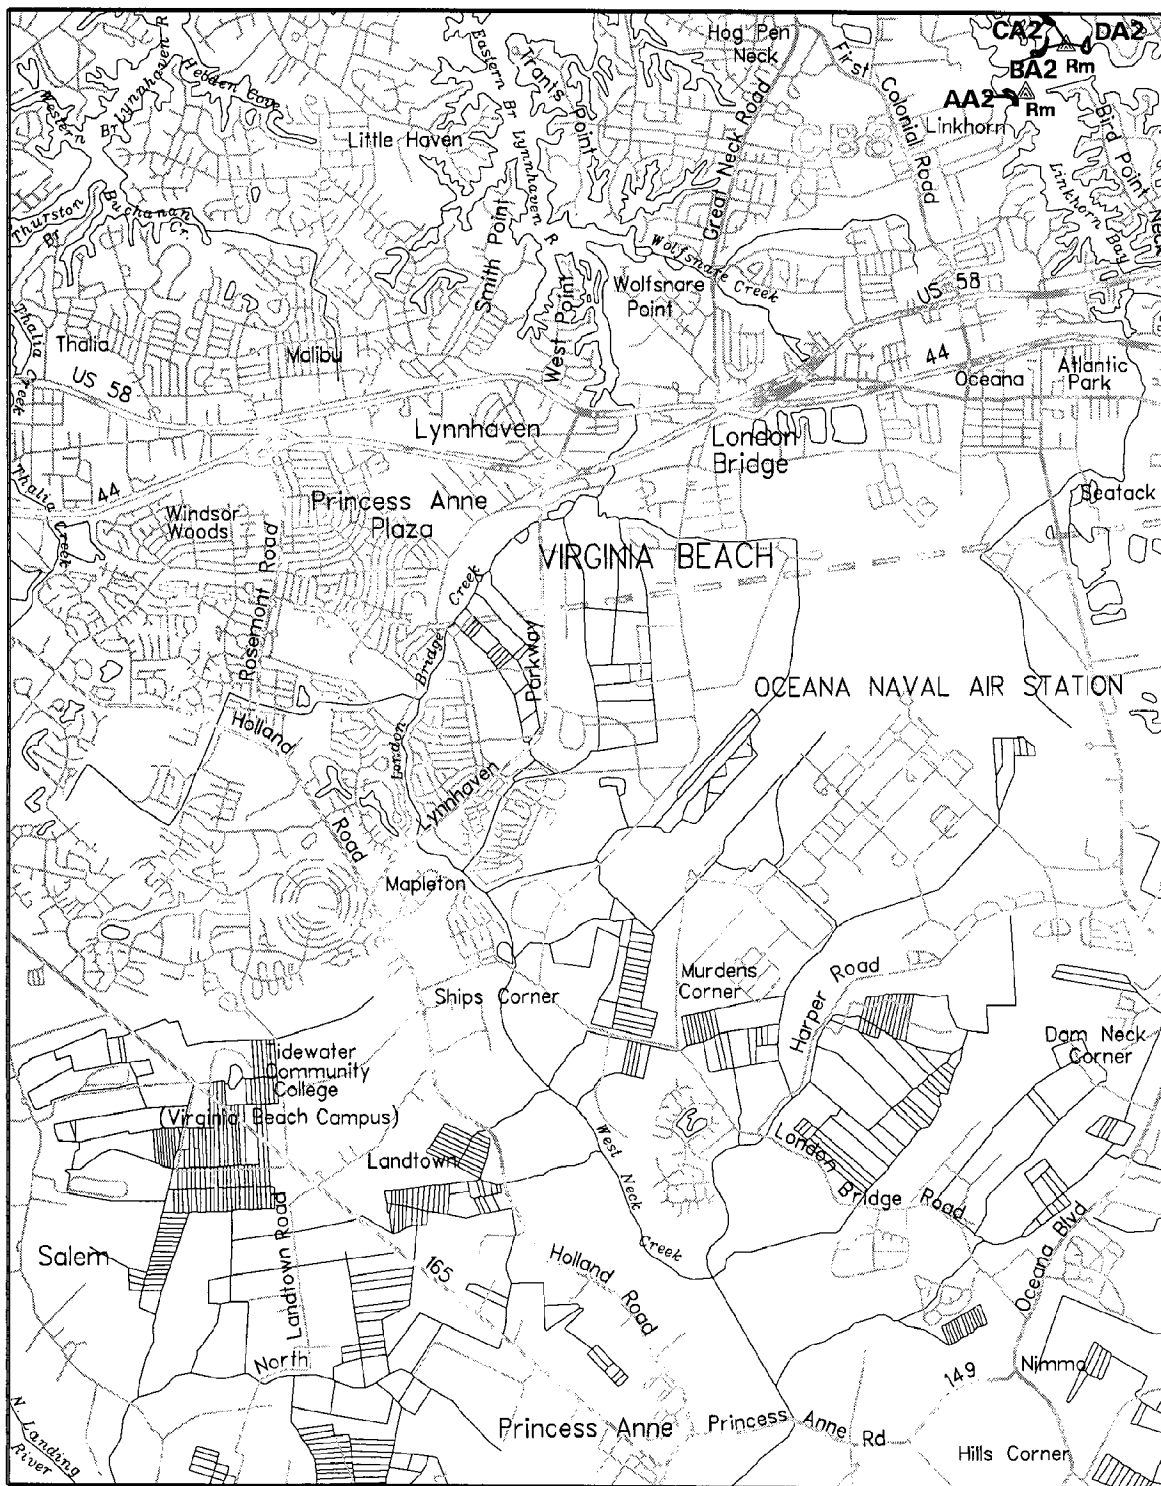 CA2
DA2
BA2
Rm
AA2
Rm
Hog Pen
Neck
First Colonial Road
Linkhorn
Bird Point Neck
Linkhorn Bay
CB8
Great Neck Road
Eastern Br Lynnhaven R
Trants Point
Hebden Cove
Western
Br Lynnhaven R
Little Haven
Thurston
Br
Buchanan
Cr.
Smith Point
West Point
Wolfsnare Creek
Wolfsnare
Point
US 58
44
Oceana
Atlantic
Park
Thalia
Thalia Creek
US 58
Malibu
Lynnhaven
London
Bridge
Seatack
Thalia Creek
44
Windsor
Woods
Princess Anne
Plaza
Rosemont Road
VIRGINIA BEACH
London Bridge Creek
Lynnhaven Parkway
OCEANA NAVAL AIR STATION
Holland
Road
Mapleton
Ships Corner
Murdens
Corner
Harper Road
Dam Neck
Corner
Tidewater
Community
College
(Virginia Beach Campus)
Landtown
West Neck Creek
London
Bridge Road
Oceana Blvd
Salem
North Landtown Road
165
Holland Road
149
Nimmo
N. Landing
River
Princess Anne
Princess Anne Rd
Hills Corner